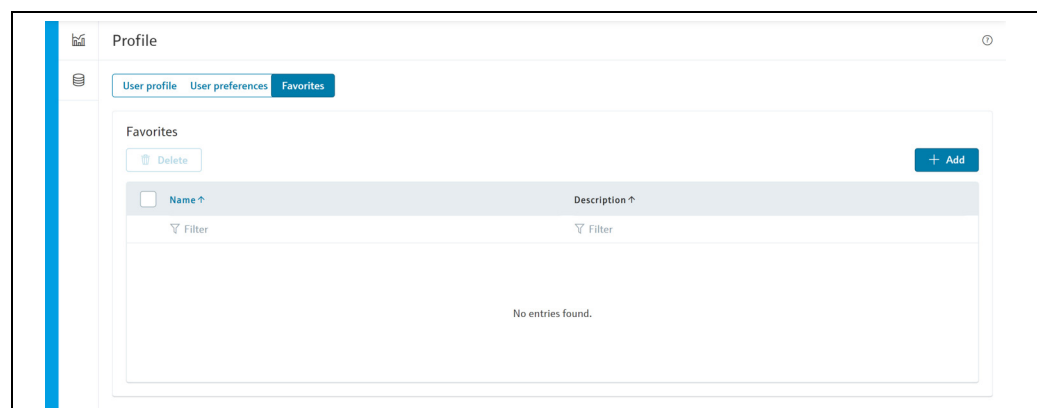 Profile
User profile User preferences Favorites
Favorites
Delete
+ Add
Name ↑ Description ↑
Filter Filter
No entries found.